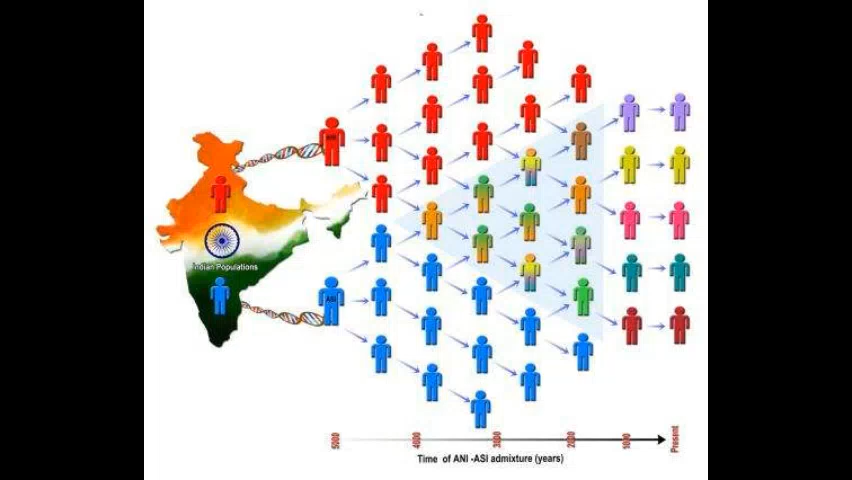 ANI
Indian Populations
ASI
5000
4000
3000
2000
1000
Present
Time of ANI -ASI admixture (years)